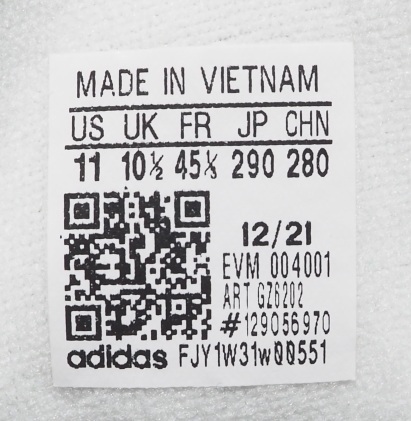 MADE IN VIETNAM
US UK FR JP CHN
11 10½ 45⅓ 290 280
12/21
EVM 004001
ART GZ6202
#129056970
adidas FJY1W31w00551